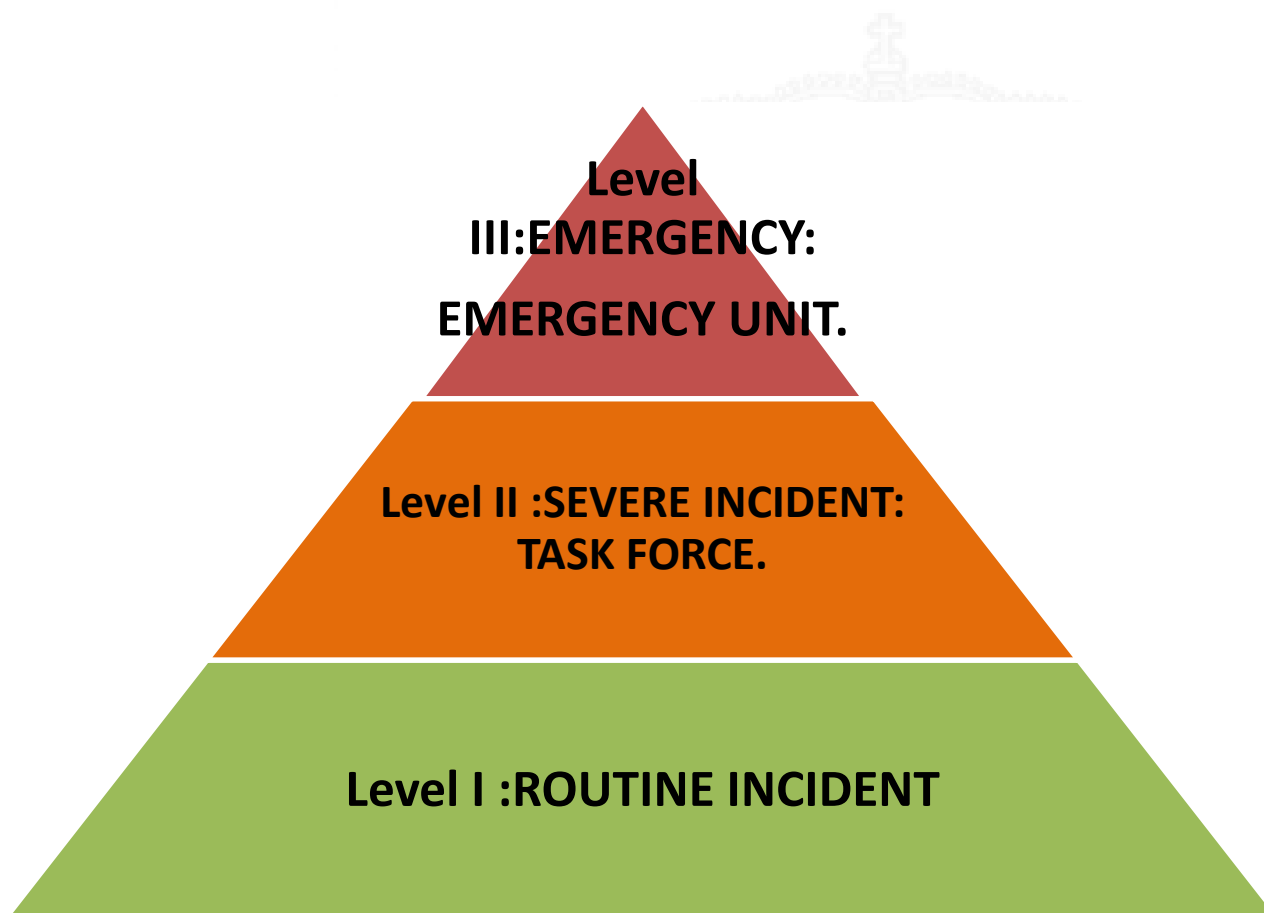 Level
III:EMERGENCY:
EMERGENCY UNIT.
Level II :SEVERE INCIDENT:
TASK FORCE.
Level I :ROUTINE INCIDENT